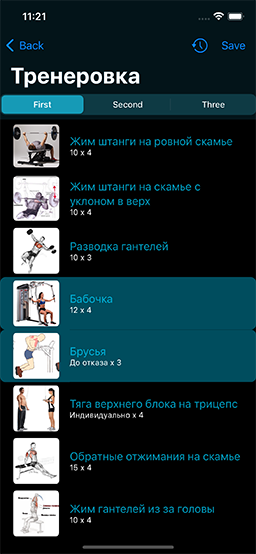 11:21
Back
Save
Тренеровка
First
Second
Three
Жим штанги на ровной скамье
10 x 4
Жим штанги на скамье с
уклоном в верх
10 x 4
Разводка гантелей
10 x 3
Бабочка
12 x 4
Брусья
До отказа x 3
Тяга верхнего блока на трицепс
Индивидуально x 4
Обратные отжимания на скамье
15 x 4
Жим гантелей из за головы
10 x 4